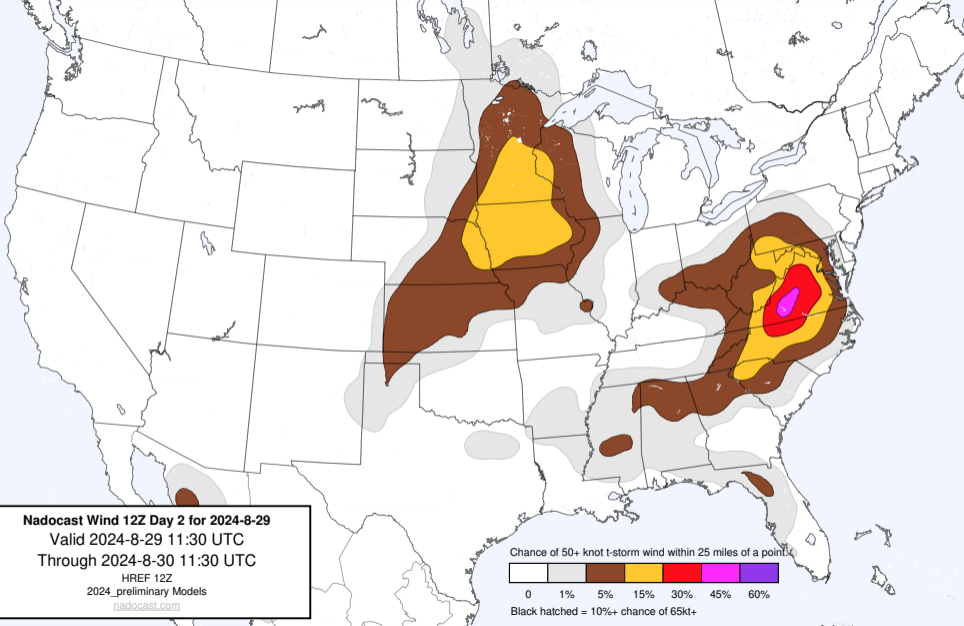 Nadocast Wind 12Z Day 2 for 2024-8-29
Valid 2024-8-29 11:30 UTC
Through 2024-8-30 11:30 UTC
HREF 12Z
2024_preliminary Models
nadocast.com
Chance of 50+ knot t-storm wind within 25 miles of a point.
0 1% 5% 15% 30% 45% 60%
Black hatched = 10%+ chance of 65kt+